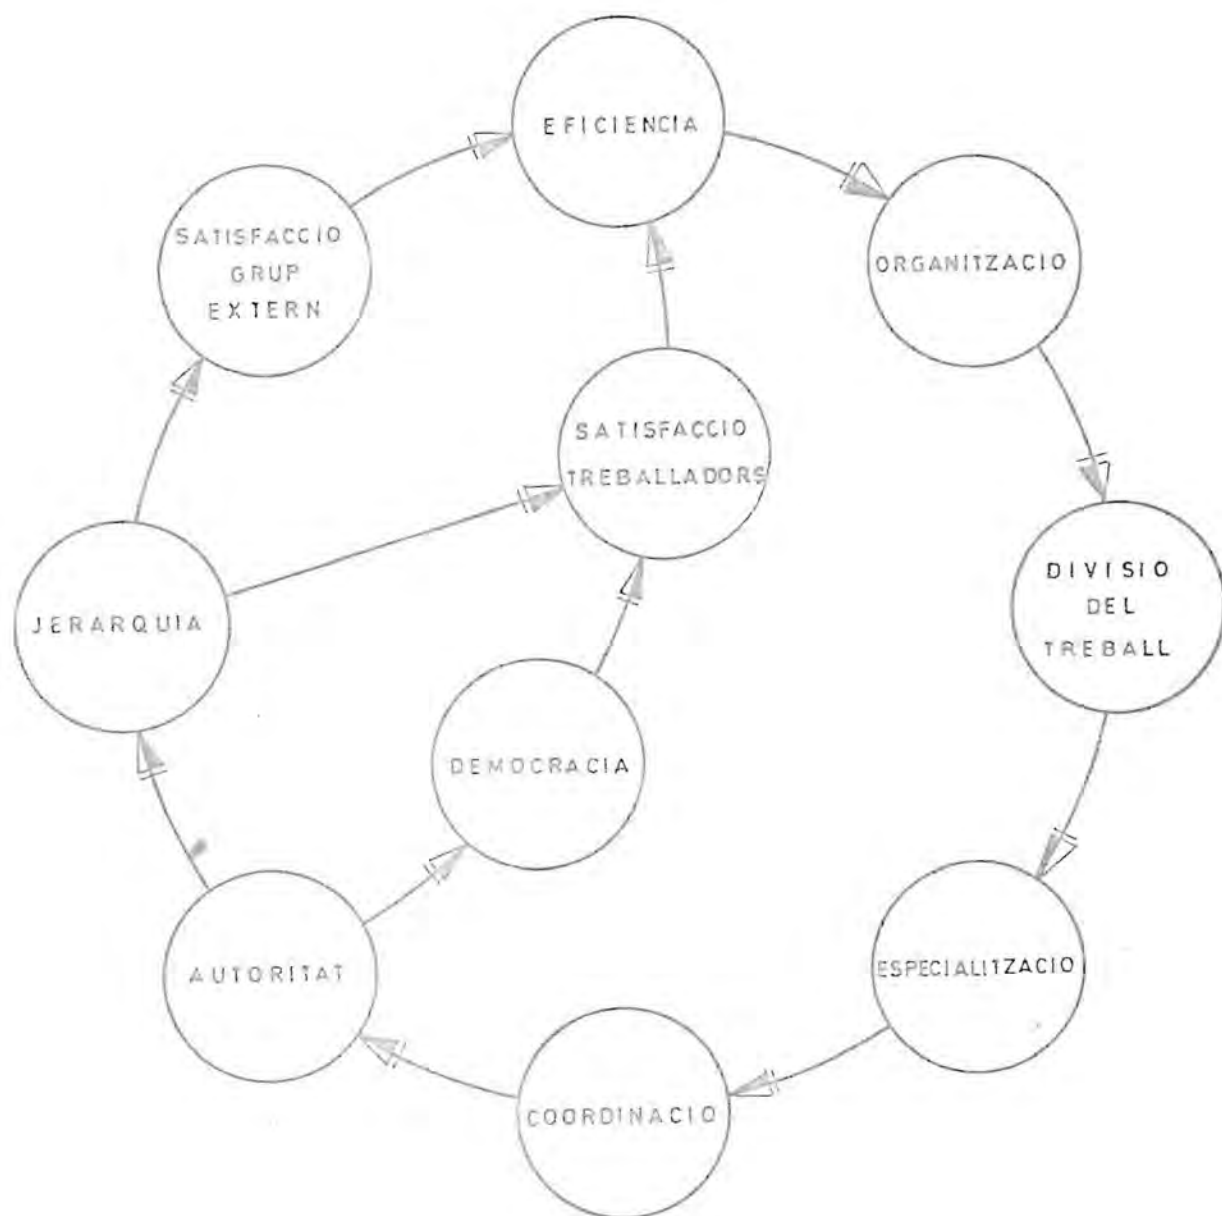 EFICIENCIA
SATISFACCIO
GRUP
EXTERN
ORGANITZACIO
SATISFACCIO
TREBALLADORS
DIVISIO
DEL
TREBALL
JERARQUIA
DEMOCRACIA
AUTORITAT
ESPECIALITZACIO
COORDINACIO